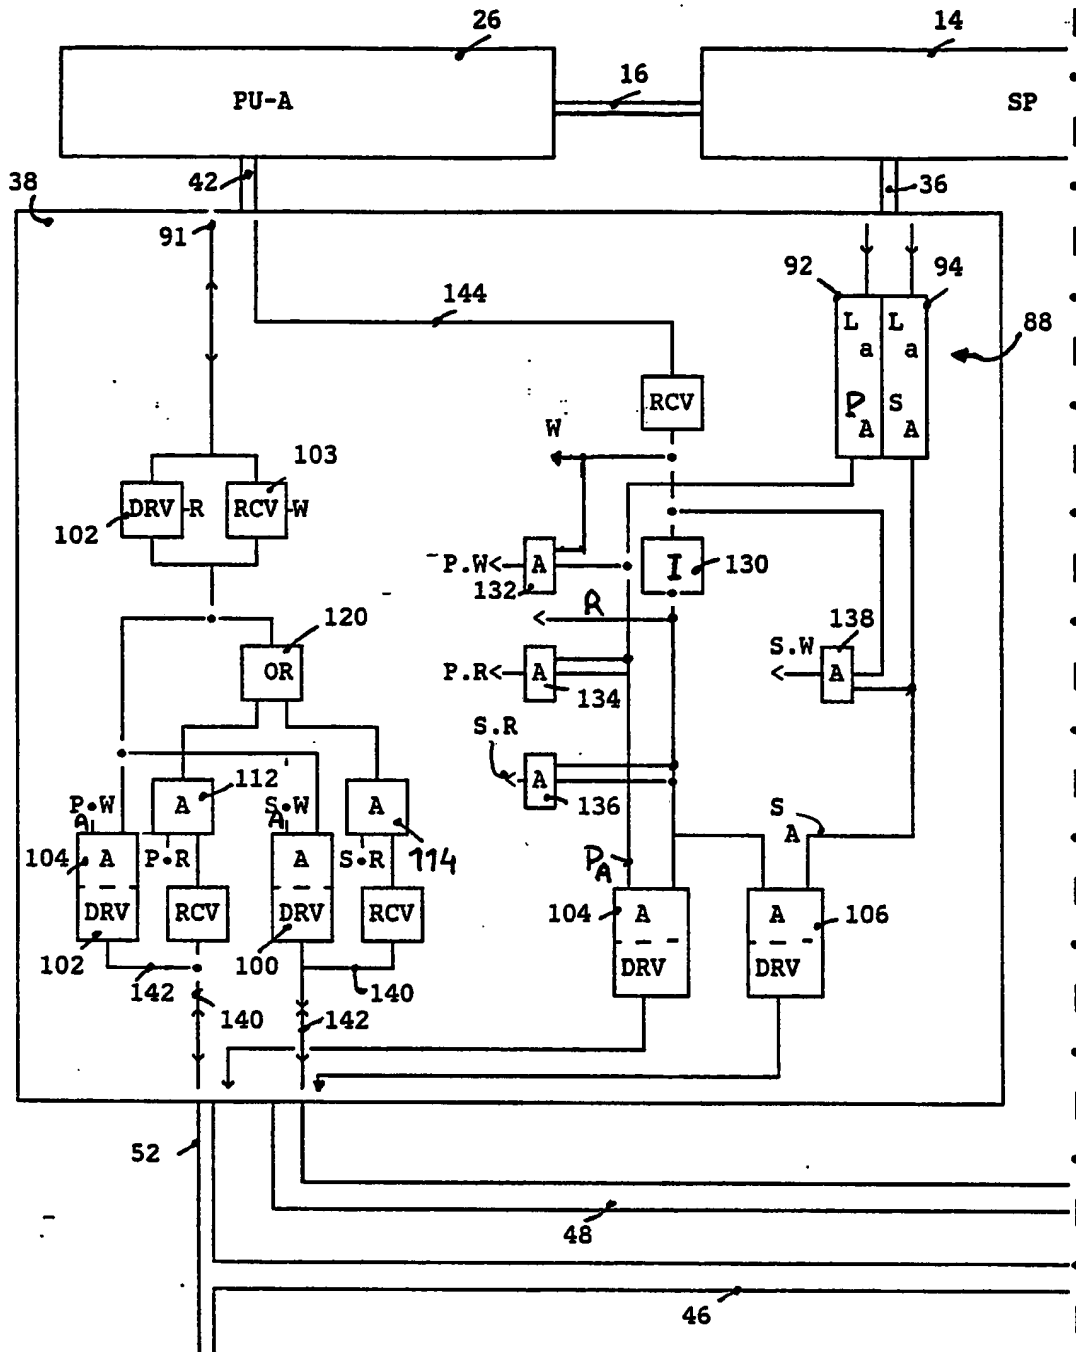 26
14
PU-A
16
SP
42
36
38
91
92
94
144
88
L
a
P
A
L
a
S
A
RCV
W
103
DRV
R
RCV
W
102
P.W
A
132
I
130
R
120
138
S.W
A
OR
P.R
A
134
S.R
A
136
112
A
A
P•W
A
S•W
A
S
A
114
104
A
P•R
A
S•R
P
A
DRV
RCV
DRV
RCV
104
A
A
106
DRV
DRV
102
100
142
140
140
142
52
48
46